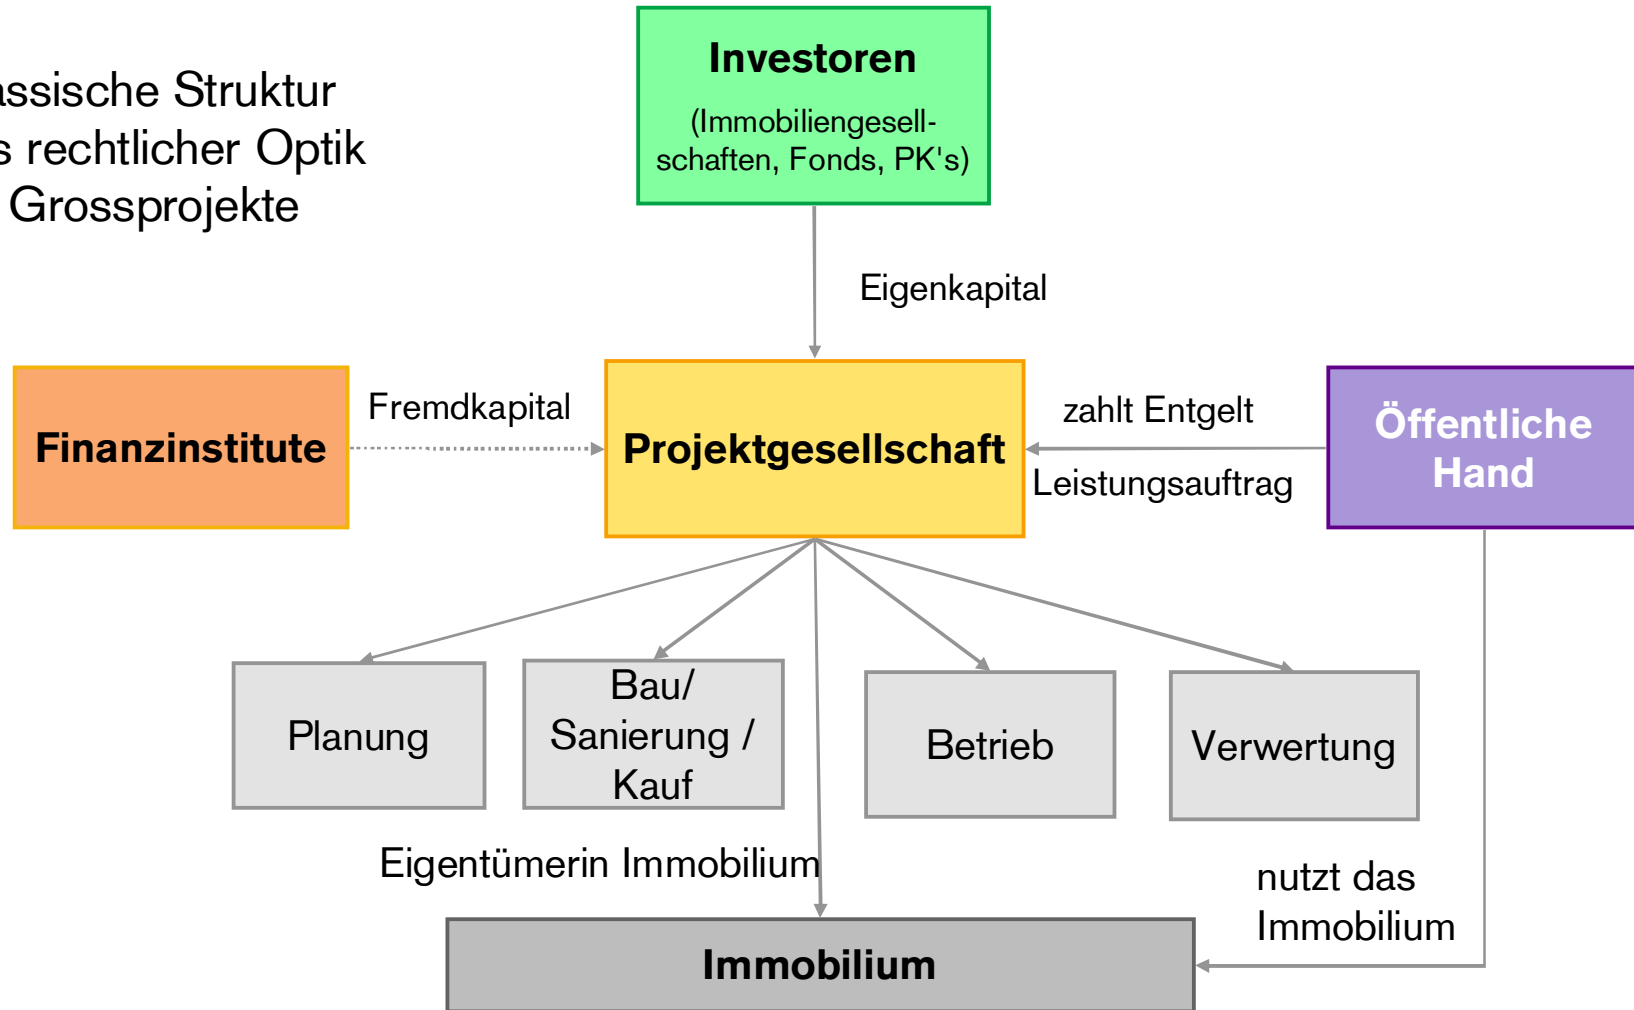 assische Struktur
s rechtlicher Optik
Grossprojekte
Investoren
(Immobiliengesell-
schaften, Fonds, PK's)
Eigenkapital
Finanzinstitute
Fremdkapital
Projektgesellschaft
zahlt Entgelt
Leistungsauftrag
Öffentliche
Hand
Planung
Bau/
Sanierung /
Kauf
Betrieb
Verwertung
Eigentümerin Immobilium
nutzt das
Immobilium
Immobilium